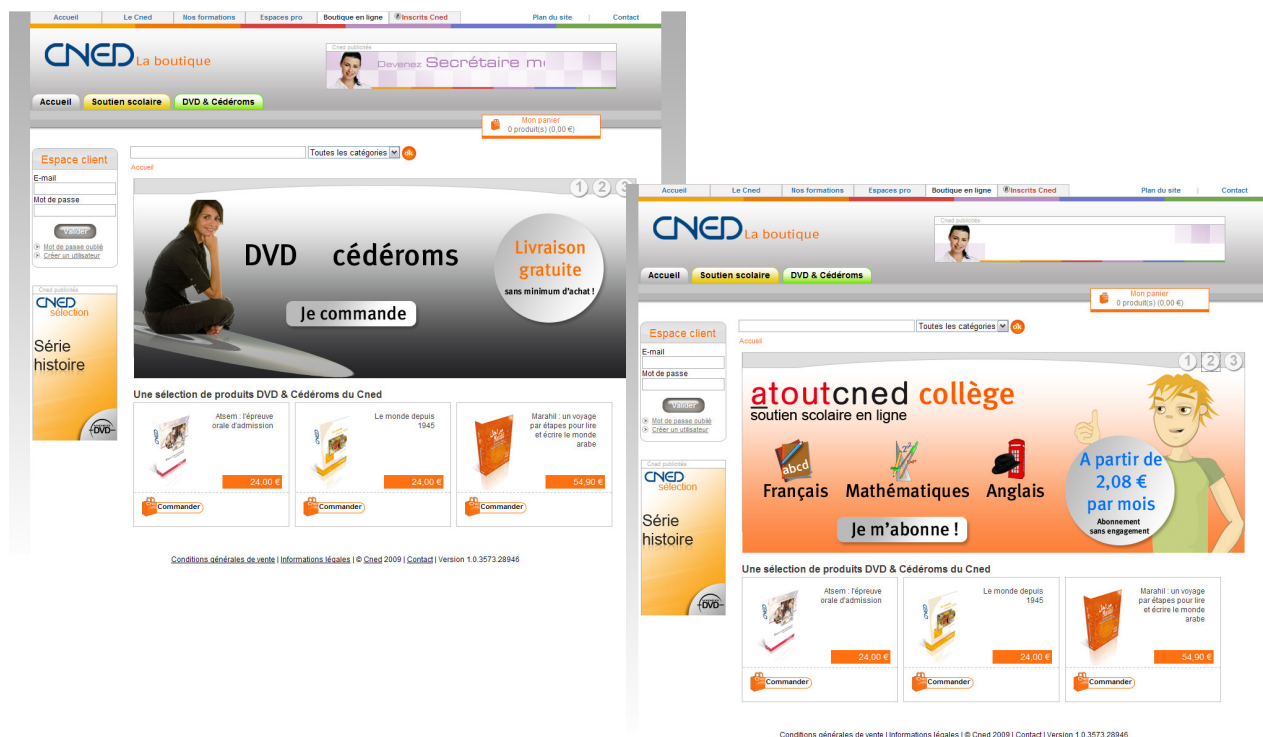 Accueil Le Cned Nos formations Espaces pro Boutique en ligne Inscrits Cned Plan du site | Contact
CNED La boutique
Cned publicités
Devenez Secrétaire
Accueil Soutien scolaire DVD & Cédéroms
Mon panier
0 produit(s) (0,00 €)
Espace client
Toutes les catégories ok
Accueil
E-mail
Mot de passe
Valider
Mot de passe oublié
Créer un utilisateur
1 2 3
DVD cédéroms
Livraison
gratuite
sans minimum d'achat !
Je commande
Cned publicités
CNED
sélection
Série
histoire
DVD
Une sélection de produits DVD & Cédéroms du Cned
Atsem : l'épreuve
orale d'admission
24,00 €
Commander
Le monde depuis
1945
24,00 €
Commander
Marahil : un voyage
par étapes pour lire
et écrire le monde
arabe
54,90 €
Commander
Conditions générales de vente | Informations légales | © Cned 2009 | Contact | Version 1.0.3573.28946
Accueil Le Cned Nos formations Espaces pro Boutique en ligne Inscrits Cned Plan du site | Contact
CNED La boutique
Cned publicités
Accueil Soutien scolaire DVD & Cédéroms
Mon panier
0 produit(s) (0,00 €)
Espace client
Toutes les catégories ok
Accueil
E-mail
Mot de passe
Valider
Mot de passe oublié
Créer un utilisateur
1 2 3
atoutcned collège
soutien scolaire en ligne
abcd
Français Mathématiques Anglais
A partir de
2,08 €
par mois
Abonnement
sans engagement
Je m'abonne !
Cned publicités
CNED
sélection
Série
histoire
DVD
Une sélection de produits DVD & Cédéroms du Cned
Atsem : l'épreuve
orale d'admission
24,00 €
Commander
Le monde depuis
1945
24,00 €
Commander
Marahil : un voyage
par étapes pour lire
et écrire le monde
arabe
54,90 €
Commander
Conditions générales de vente | Informations légales | © Cned 2009 | Contact | Version 1.0.3573.28946